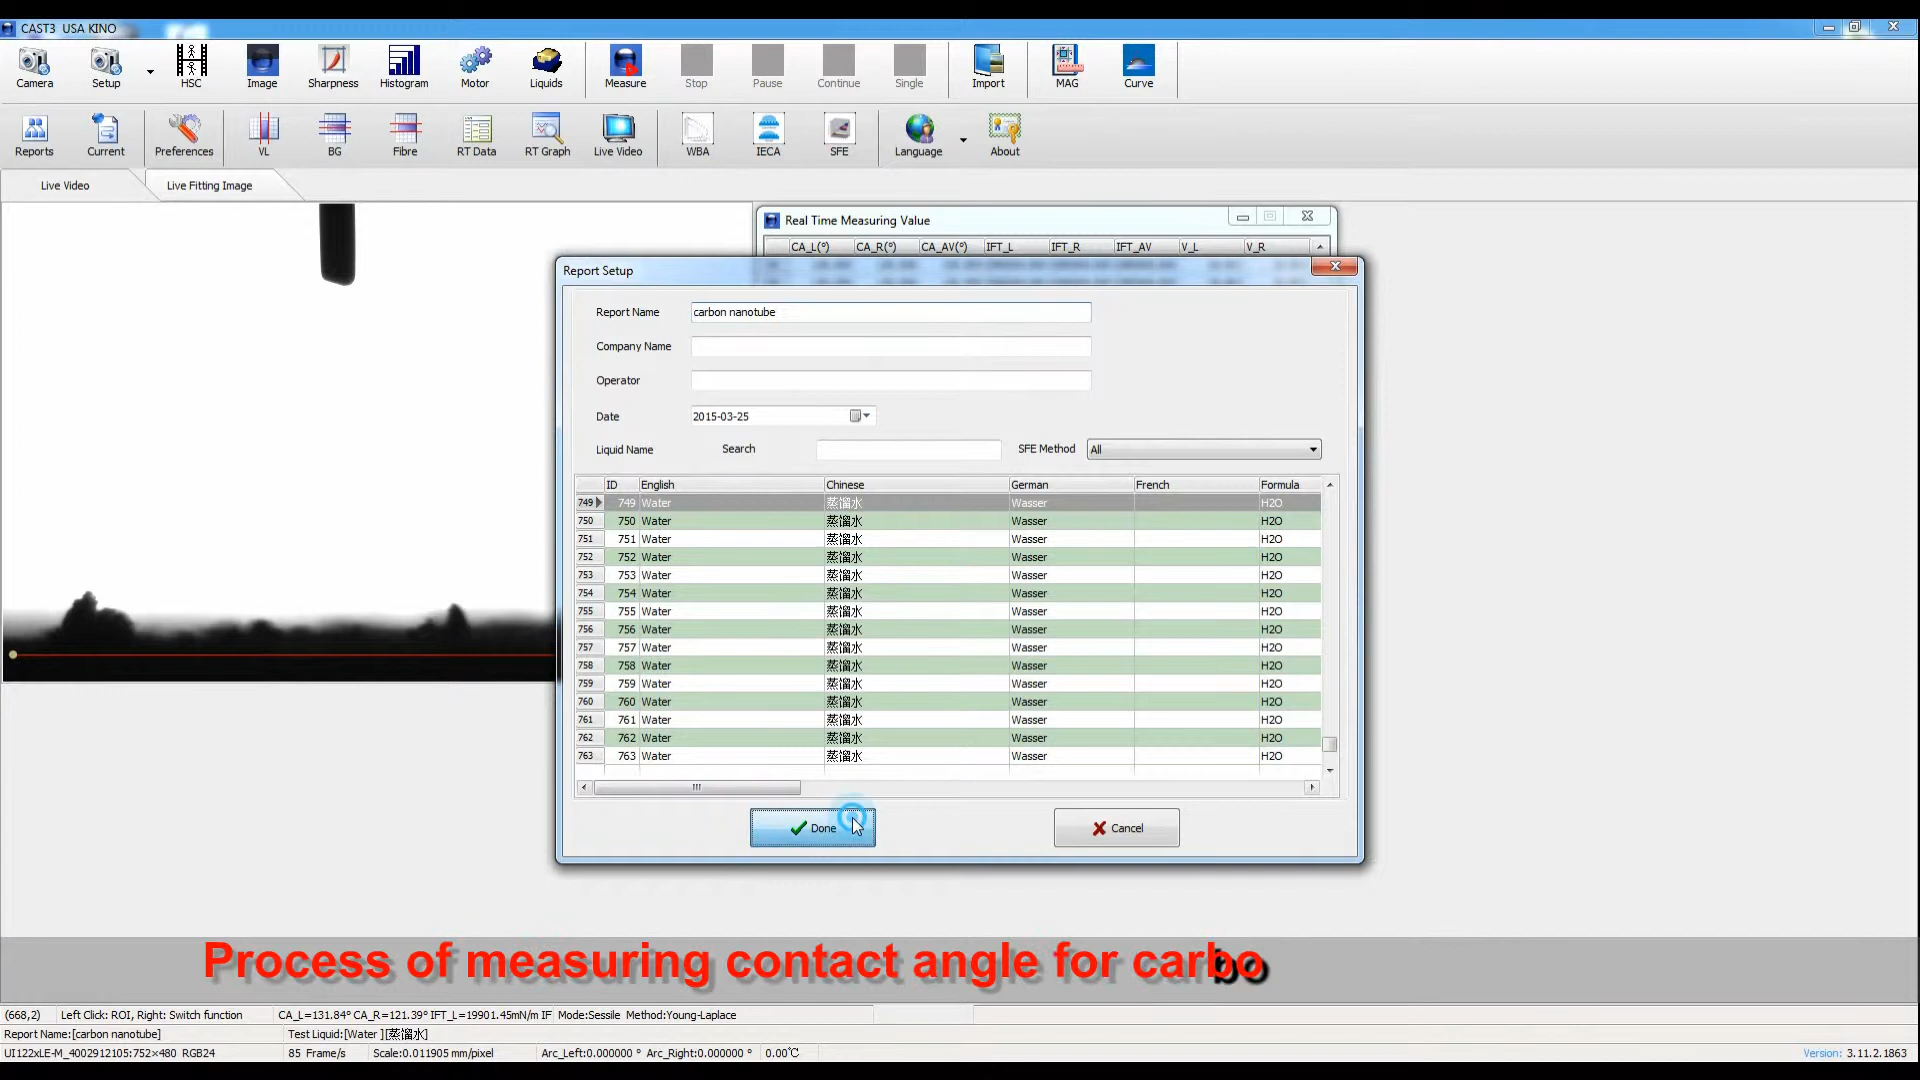 CAST3 USA KINO
Camera Setup HSC Image Sharpness Histogram Motor Liquids Measure Stop Pause Continue Single Import MAG Curve
Reports Current Preferences VL BG Fibre RT Data RT Graph Live Video WBA IECA SFE Language About
Live Video Live Fitting Image
Real Time Measuring Value
CA_L(°) CA_R(°) CA_AV(°) IFT_L IFT_R IFT_AV V_L V_R
Report Setup
Report Name carbon nanotube
Company Name
Operator
Date 2015-03-25
Liquid Name Search SFE Method All
ID English Chinese German French Formula
749 749 Water 蒸馏水 Wasser H2O
750 750 Water 蒸馏水 Wasser H2O
751 751 Water 蒸馏水 Wasser H2O
752 752 Water 蒸馏水 Wasser H2O
753 753 Water 蒸馏水 Wasser H2O
754 754 Water 蒸馏水 Wasser H2O
755 755 Water 蒸馏水 Wasser H2O
756 756 Water 蒸馏水 Wasser H2O
757 757 Water 蒸馏水 Wasser H2O
758 758 Water 蒸馏水 Wasser H2O
759 759 Water 蒸馏水 Wasser H2O
760 760 Water 蒸馏水 Wasser H2O
761 761 Water 蒸馏水 Wasser H2O
762 762 Water 蒸馏水 Wasser H2O
763 763 Water 蒸馏水 Wasser H2O
Done Cancel
Process of measuring contact angle for carbo
(668,2) Left Click: ROI, Right: Switch function CA_L=131.84° CA_R=121.39° IFT_L=19901.45mN/m IF Mode:Sessile Method:Young-Laplace
Report Name:[carbon nanotube] Test Liquid:[Water ][蒸馏水]
UI122xLE-M_4002912105:752×480 RGB24 85 Frame/s Scale:0.011905 mm/pixel Arc_Left:0.000000 ° Arc_Right:0.000000 ° 0.00℃ Version: 3.11.2.1863